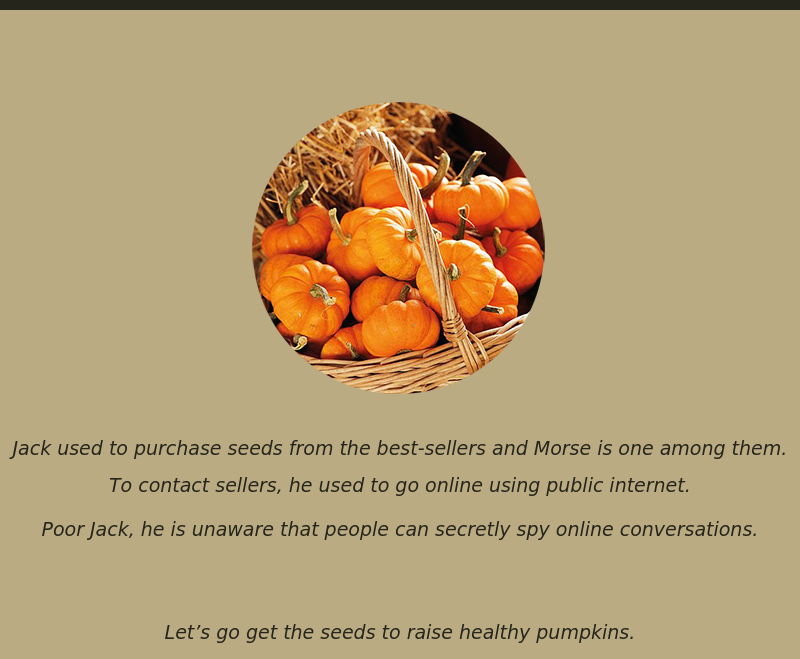 Jack used to purchase seeds from the best-sellers and Morse is one among them.
To contact sellers, he used to go online using public internet.
Poor Jack, he is unaware that people can secretly spy online conversations.
Let’s go get the seeds to raise healthy pumpkins.